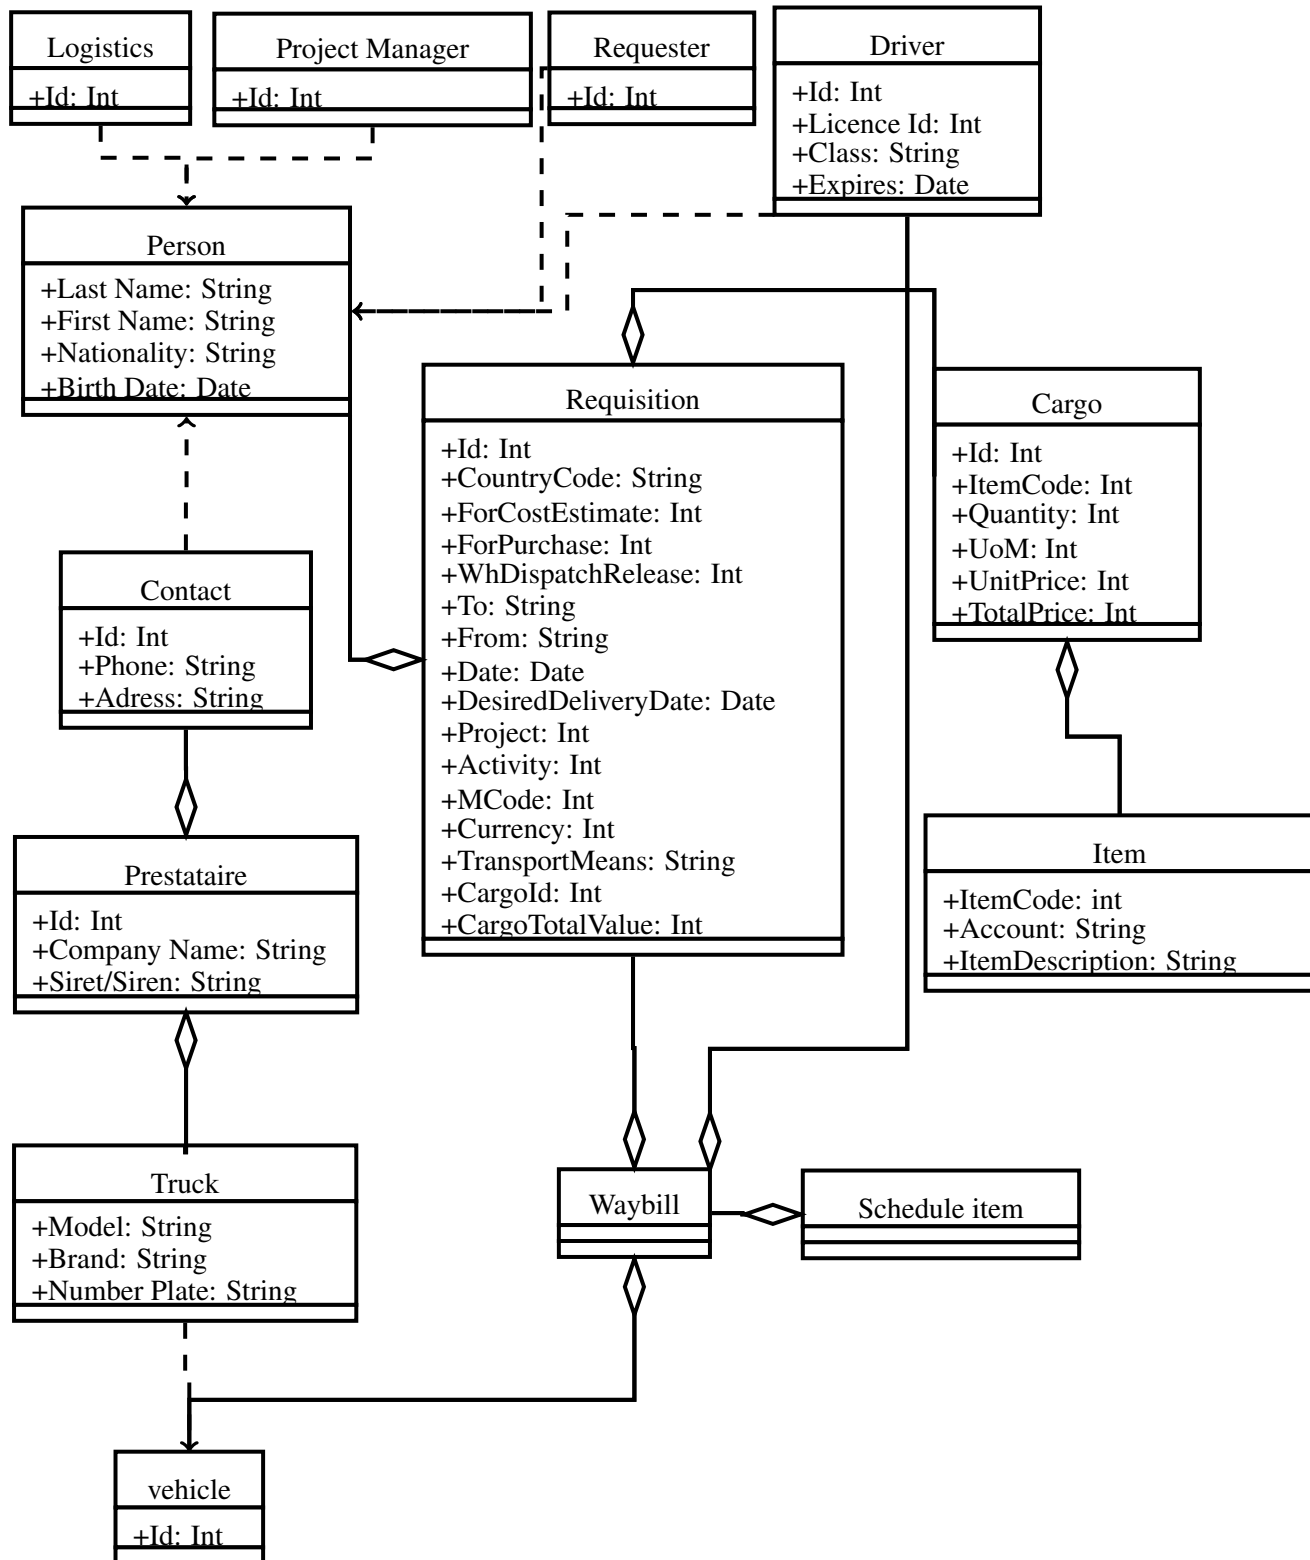 Logistics
+Id: Int
Project Manager
+Id: Int
Requester
+Id: Int
Driver
+Id: Int
+Licence Id: Int
+Class: String
+Expires: Date
Person
+Last Name: String
+First Name: String
+Nationality: String
+Birth Date: Date
Requisition
+Id: Int
+CountryCode: String
+ForCostEstimate: Int
+ForPurchase: Int
+WhDispatchRelease: Int
+To: String
+From: String
+Date: Date
+DesiredDeliveryDate: Date
+Project: Int
+Activity: Int
+MCode: Int
+Currency: Int
+TransportMeans: String
+CargoId: Int
+CargoTotalValue: Int
Cargo
+Id: Int
+ItemCode: Int
+Quantity: Int
+UoM: Int
+UnitPrice: Int
+TotalPrice: Int
Contact
+Id: Int
+Phone: String
+Adress: String
Prestataire
+Id: Int
+Company Name: String
+Siret/Siren: String
Item
+ItemCode: int
+Account: String
+ItemDescription: String
Truck
+Model: String
+Brand: String
+Number Plate: String
Waybill
Schedule item
vehicle
+Id: Int